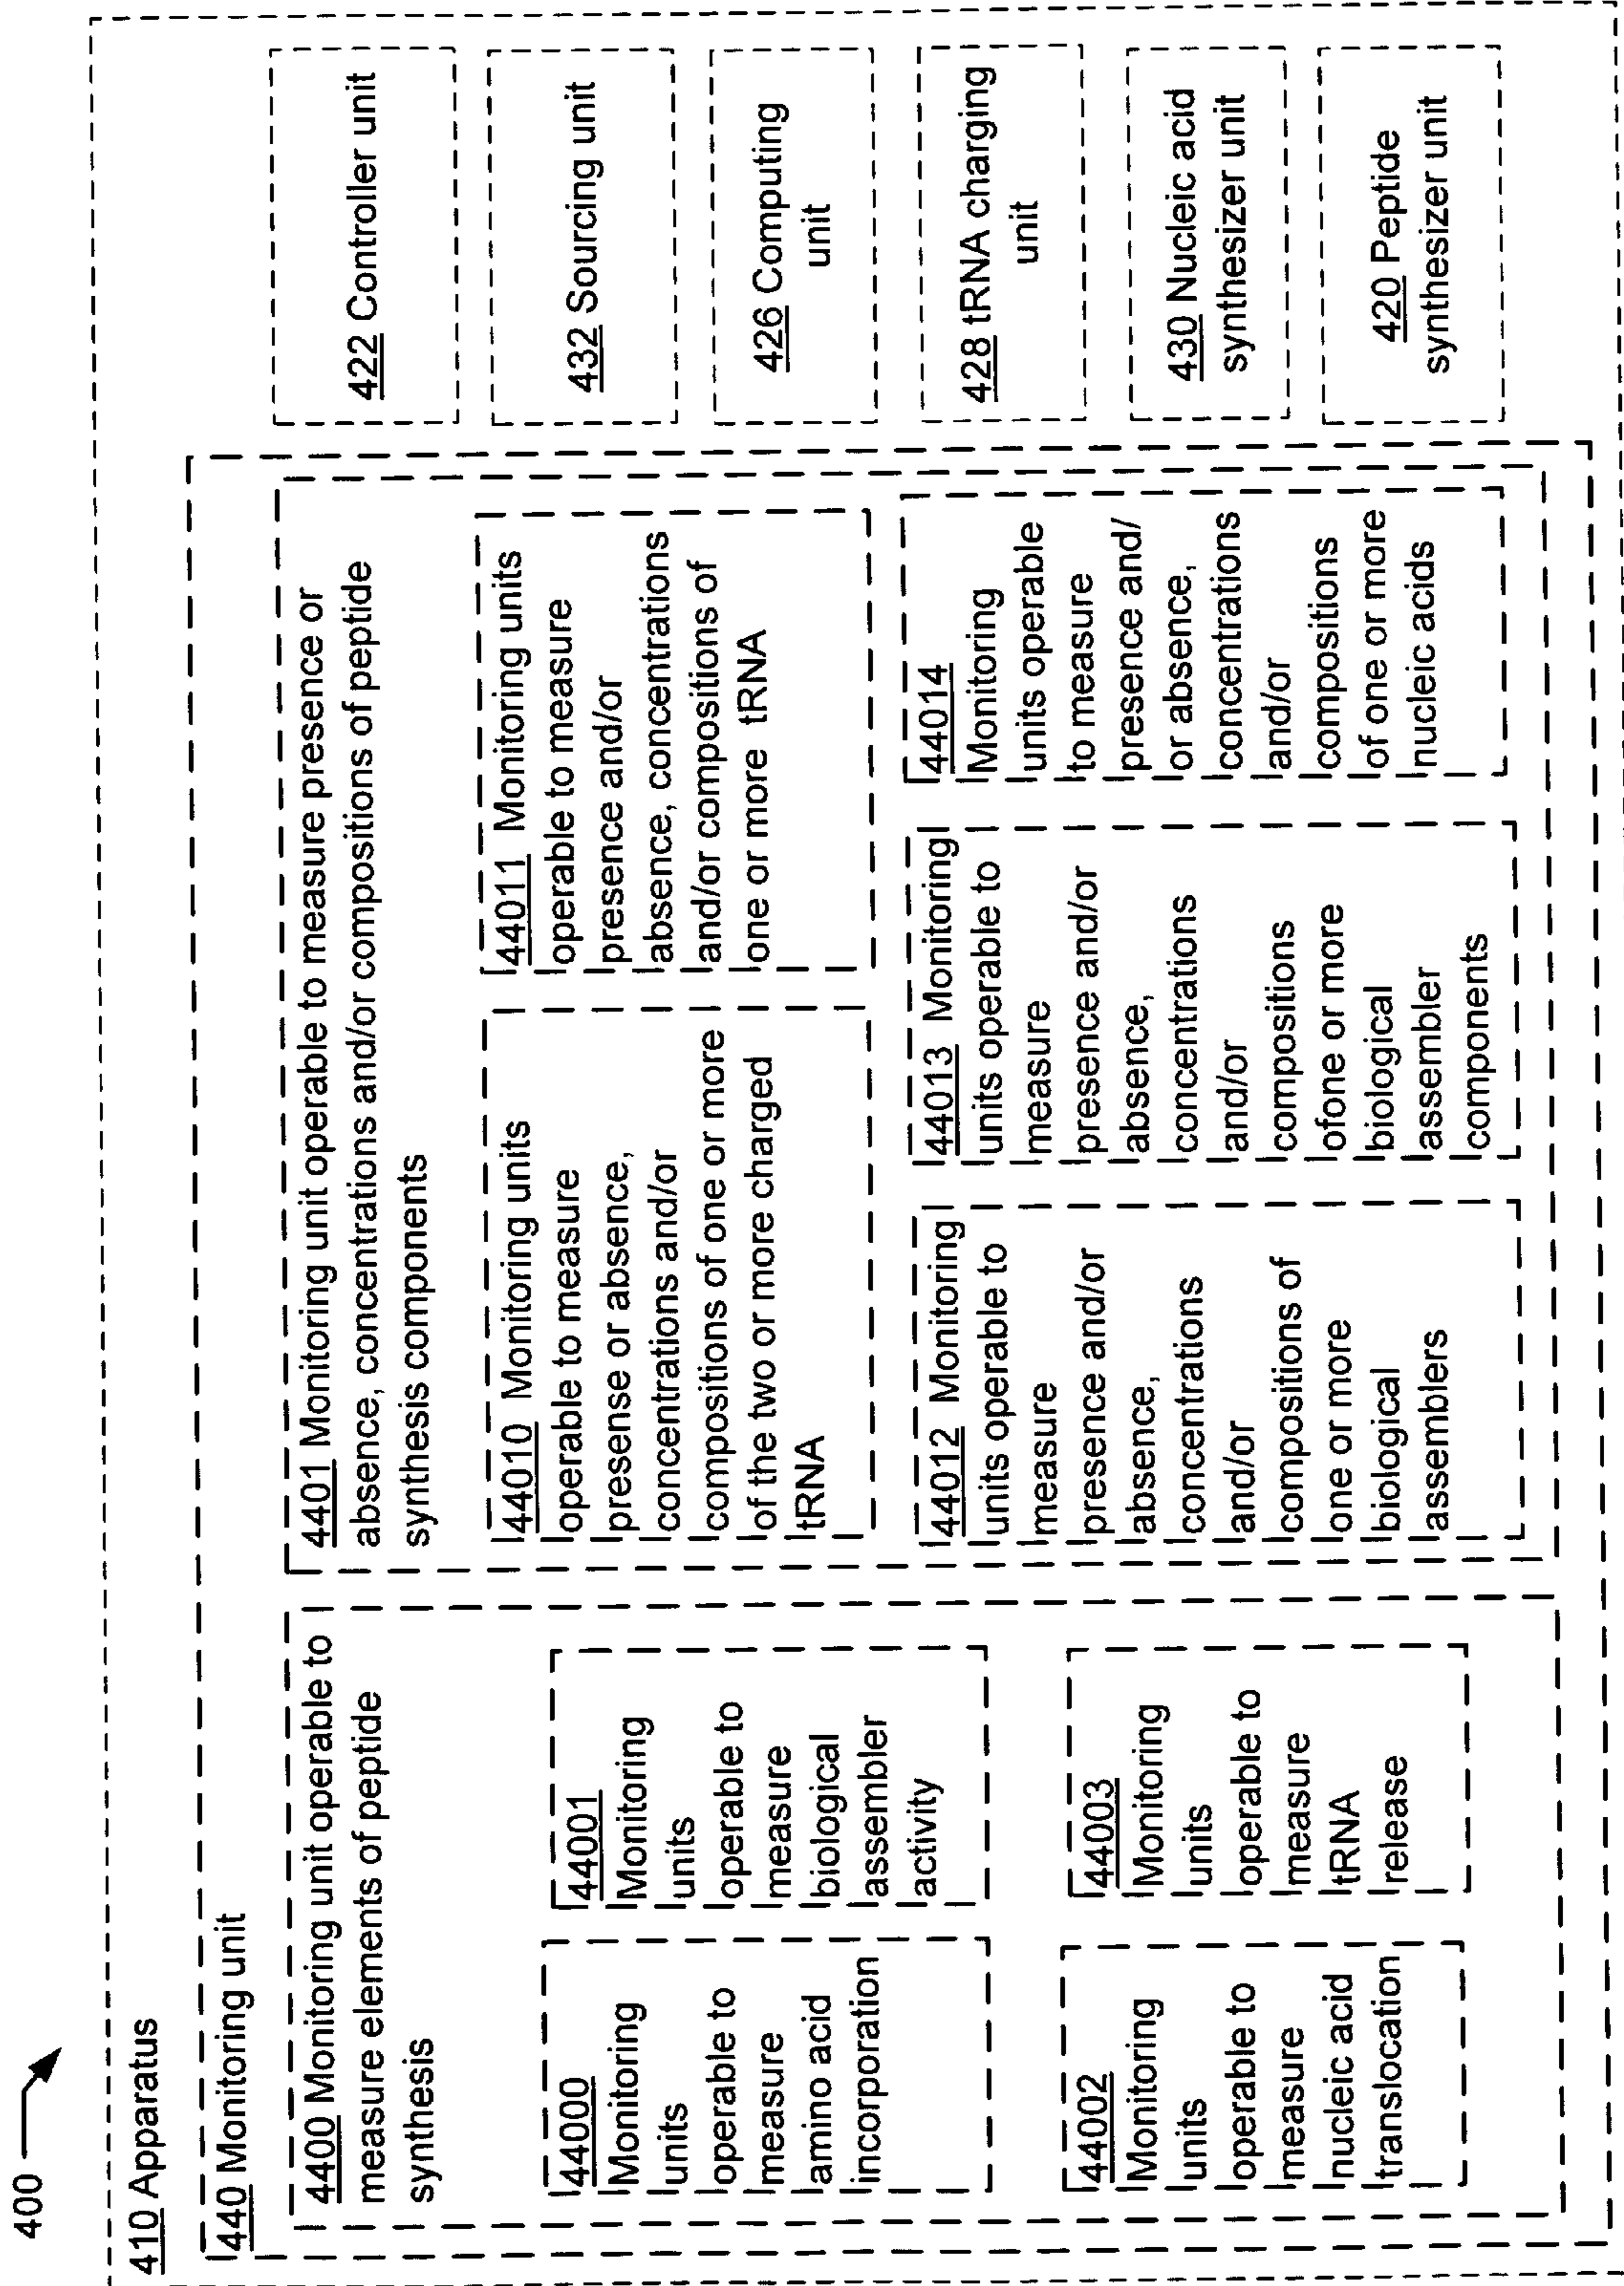 400
410 Apparatus
440 Monitoring unit
4400 Monitoring unit operable to
measure elements of peptide
synthesis
44000
Monitoring
units
operable to
measure
amino acid
incorporation
44001
Monitoring
units
operable to
measure
biological
assembler
activity
44002
Monitoring
units
operable to
measure
nucleic acid
translocation
44003
Monitoring
units
operable to
measure
tRNA
release
4401 Monitoring unit operable to measure presence or
absence, concentrations and/or compositions of peptide
synthesis components
44010 Monitoring units
operable to measure
presense or absence,
concentrations and/or
compositions of one or more
of the two or more charged
tRNA
44011 Monitoring units
operable to measure
presence and/or
absence, concentrations
and/or compositions of
one or more tRNA
44012 Monitoring
units operable to
measure
presence and/or
absence,
concentrations
and/or
compositions of
one or more
biological
assemblers
44013 Monitoring
units operable to
measure
presence and/or
absence,
concentrations
and/or
compositions
ofone or more
biological
assembler
components
44014
Monitoring
units operable
to measure
presence and/
or absence,
concentrations
and/or
compositions
of one or more
nucleic acids
422 Controller unit
432 Sourcing unit
426 Computing
unit
428 tRNA charging
unit
430 Nucleic acid
synthesizer unit
420 Peptide
synthesizer unit